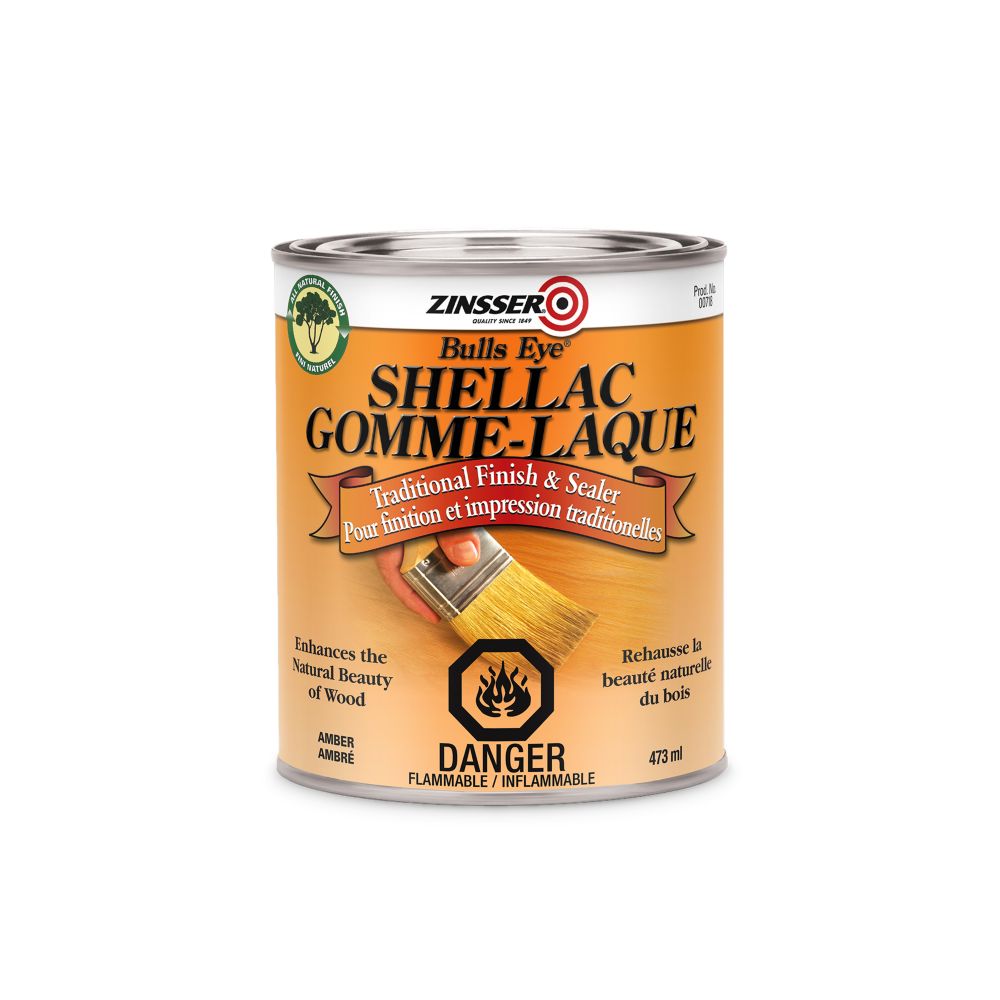 ZINSSER®
QUALITY SINCE 1849
Prod. No.
00718
ALL NATURAL FINISH
FINI NATUREL
Bulls Eye®
SHELLAC
GOMME-LAQUE
Traditional Finish & Sealer
Pour finition et impression traditionelles
Enhances the
Natural Beauty
of Wood
Rehausse la
beauté naturelle
du bois
AMBER
AMBRÉ
DANGER
FLAMMABLE / INFLAMMABLE
473 ml